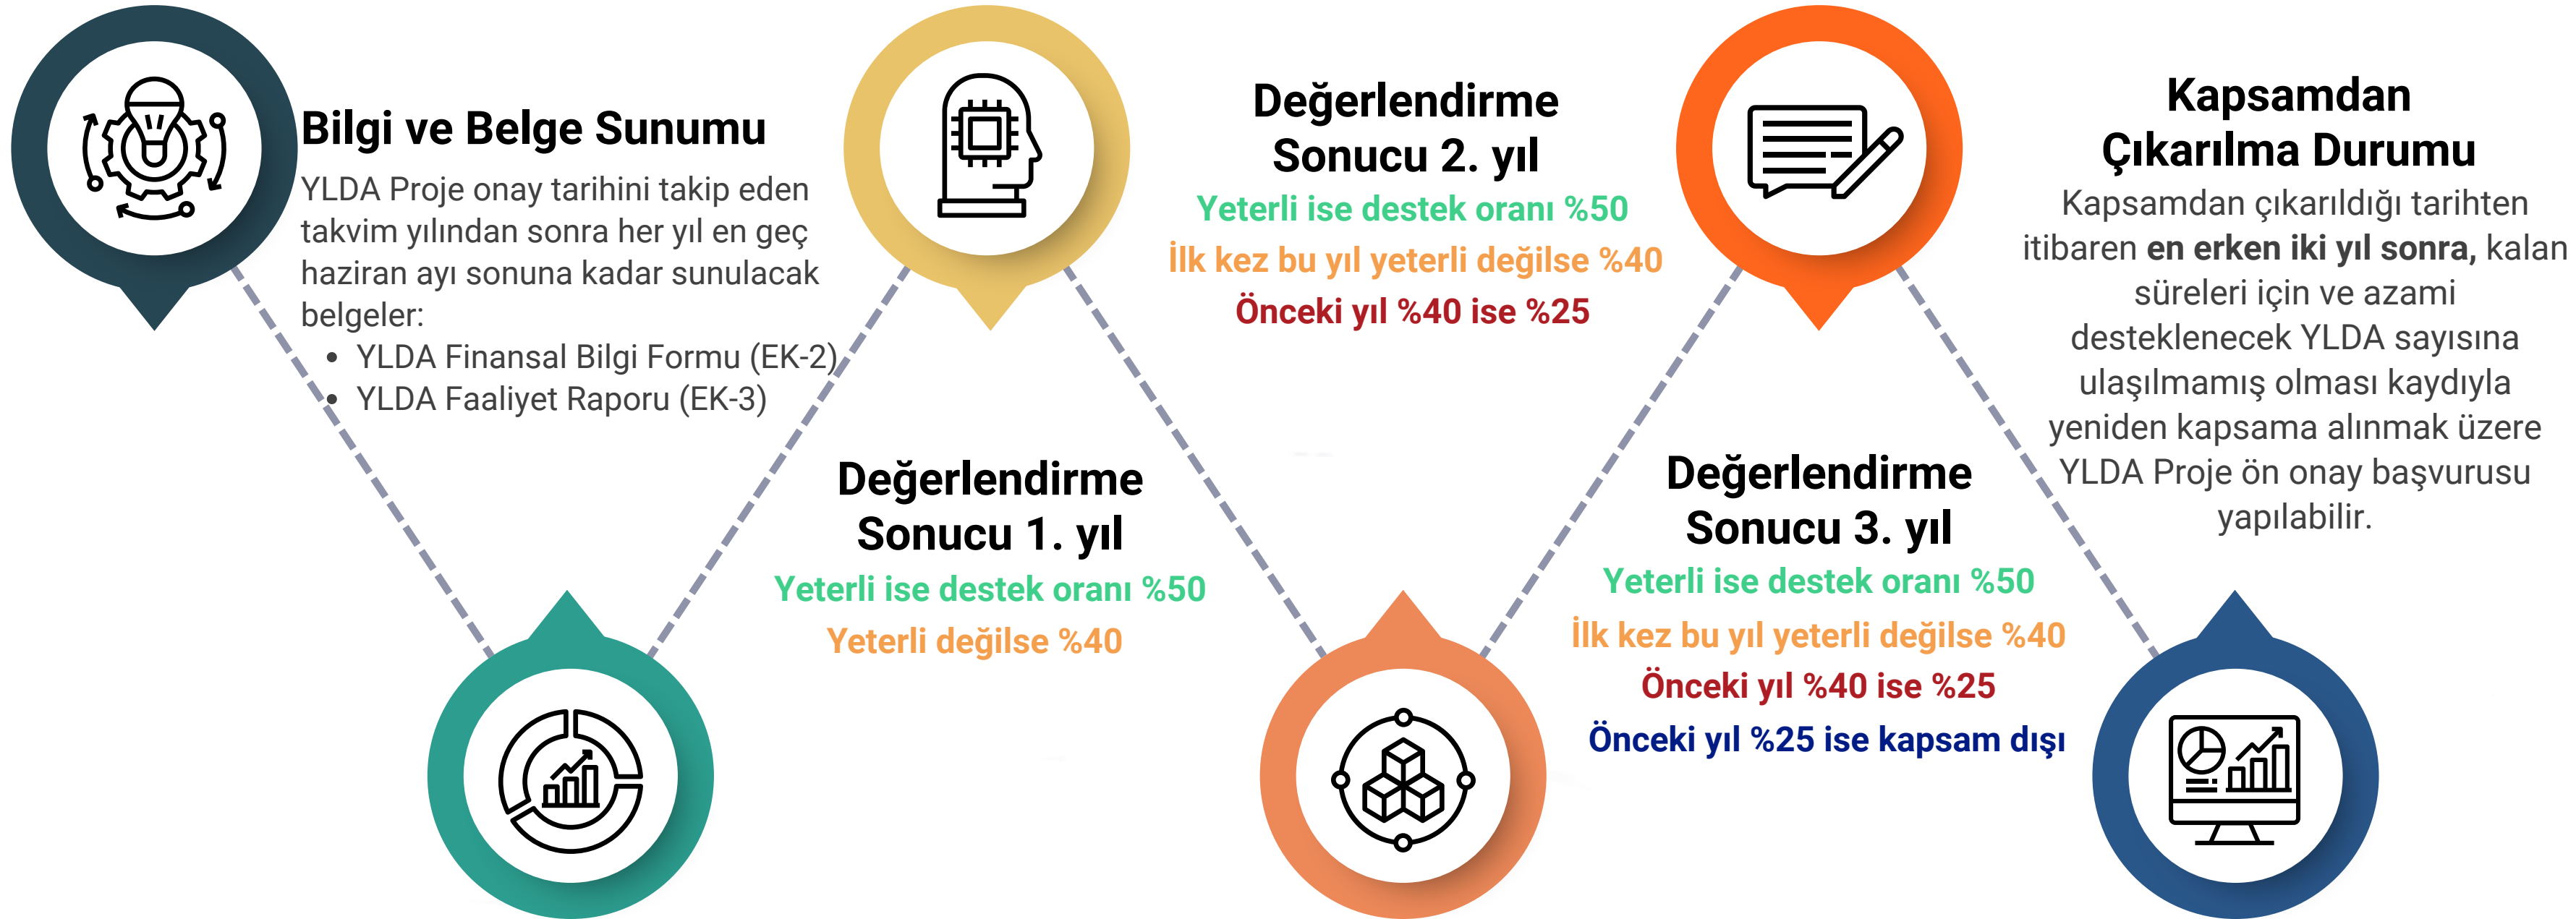 Bilgi ve Belge Sunumu
YLDA Proje onay tarihini takip eden
takvim yılından sonra her yıl en geç
haziran ayı sonuna kadar sunulacak
belgeler:
• YLDA Finansal Bilgi Formu (EK-2)
• YLDA Faaliyet Raporu (EK-3)
Değerlendirme
Sonucu 1. yıl
Yeterli ise destek oranı %50
Yeterli değilse %40
Değerlendirme
Sonucu 2. yıl
Yeterli ise destek oranı %50
İlk kez bu yıl yeterli değilse %40
Önceki yıl %40 ise %25
Değerlendirme
Sonucu 3. yıl
Yeterli ise destek oranı %50
İlk kez bu yıl yeterli değilse %40
Önceki yıl %40 ise %25
Önceki yıl %25 ise kapsam dışı
Kapsamdan
Çıkarılma Durumu
Kapsamdan çıkarıldığı tarihten
itibaren en erken iki yıl sonra, kalan
süreleri için ve azami
desteklenecek YLDA sayısına
ulaşılmamış olması kaydıyla
yeniden kapsama alınmak üzere
YLDA Proje ön onay başvurusu
yapılabilir.